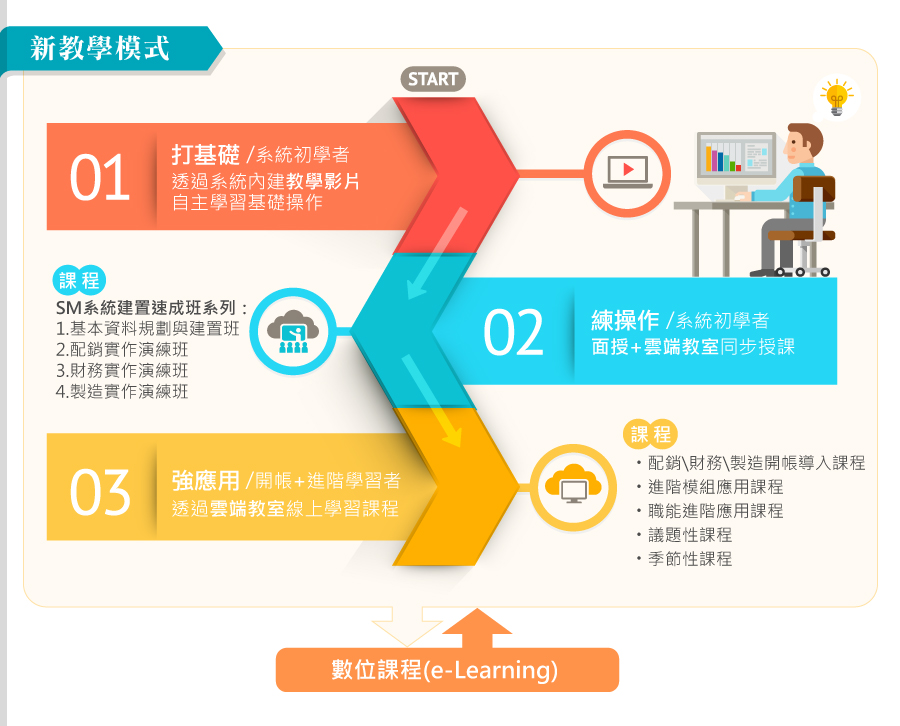 新教學模式
START
01
打基礎 /系統初學者
透過系統內建教學影片
自主學習基礎操作
課程
SM系統建置速成班系列：
1.基本資料規劃與建置班
2.配銷實作演練班
3.財務實作演練班
4.製造實作演練班
02
練操作 /系統初學者
面授+雲端教室同步授課
03
強應用 /開帳+進階學習者
透過雲端教室線上學習課程
課程
・配銷\財務\製造開帳導入課程
・進階模組應用課程
・職能進階應用課程
・議題性課程
・季節性課程
數位課程(e-Learning)